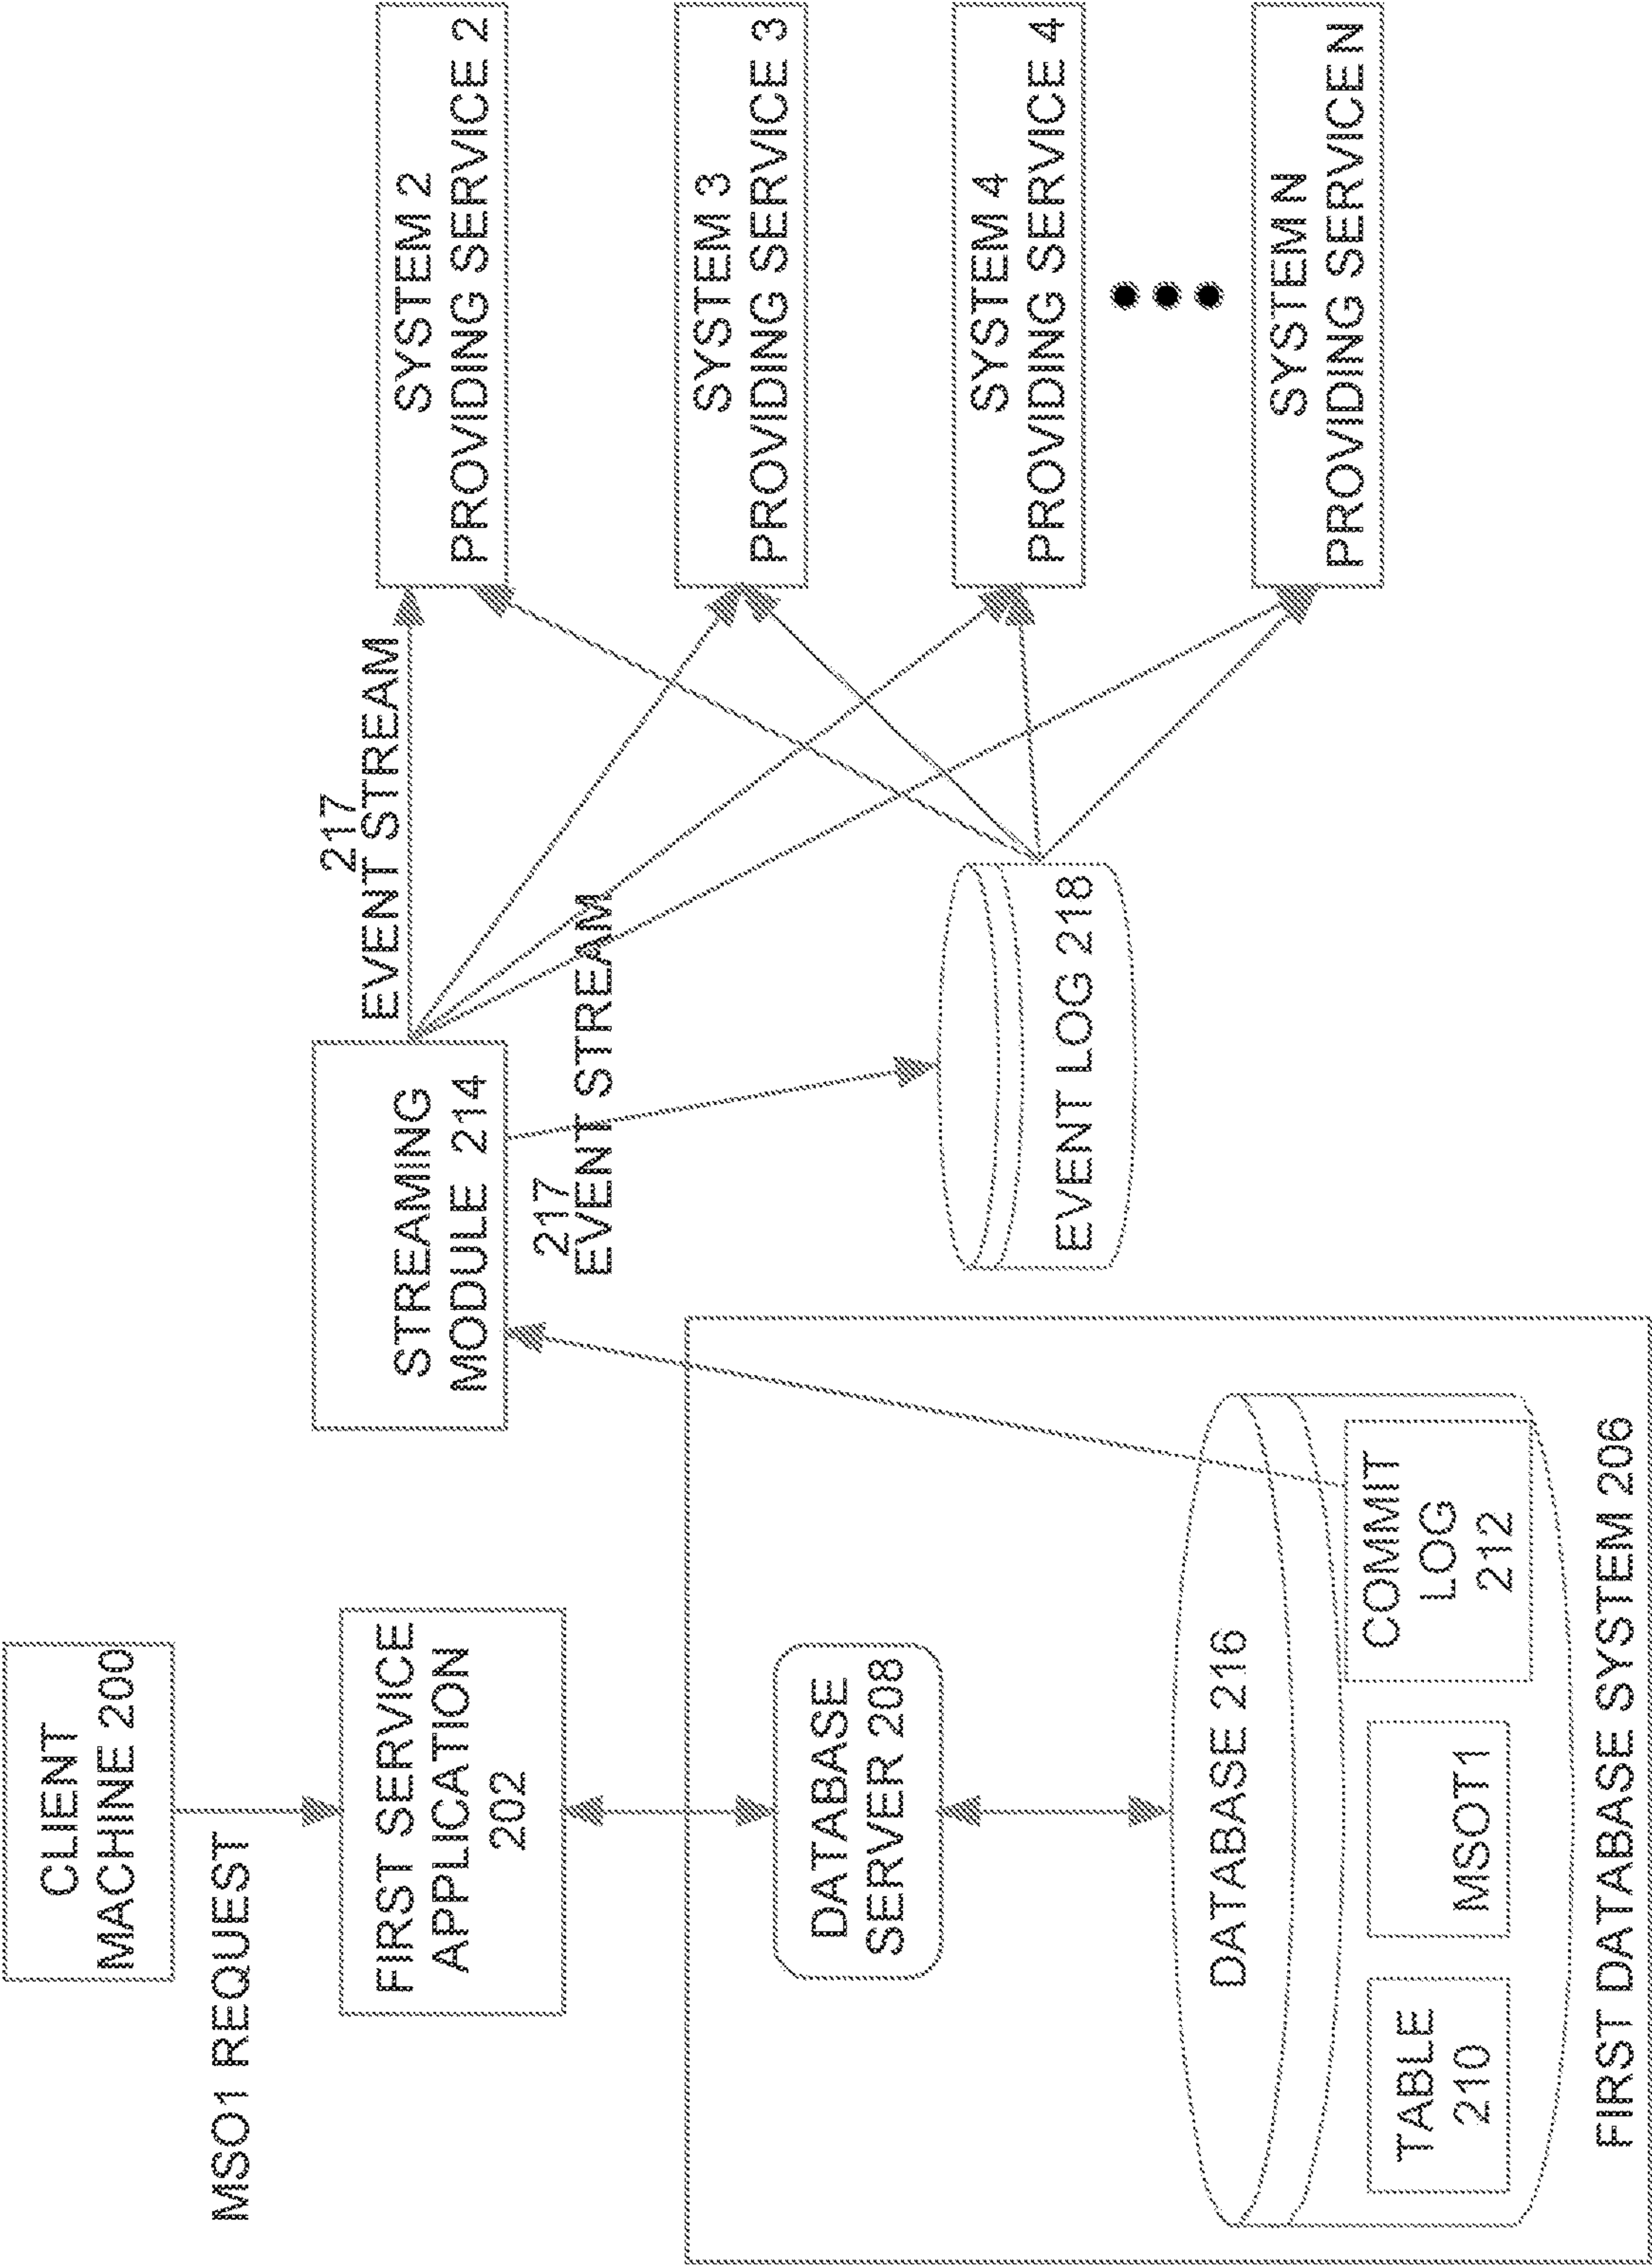 CLIENT
MACHINE 200
MSO1 REQUEST
FIRST SERVICE
APPLICATION
202
DATABASE
SERVER 208
DATABASE 216
TABLE
210
MSOT1
COMMIT
LOG
212
FIRST DATABASE SYSTEM 206
STREAMING
MODULE 214
217
EVENT STREAM
217
EVENT STREAM
EVENT LOG 218
SYSTEM 2
PROVIDING SERVICE 2
SYSTEM 3
PROVIDING SERVICE 3
SYSTEM 4
PROVIDING SERVICE 4
SYSTEM N
PROVIDING SERVICE N